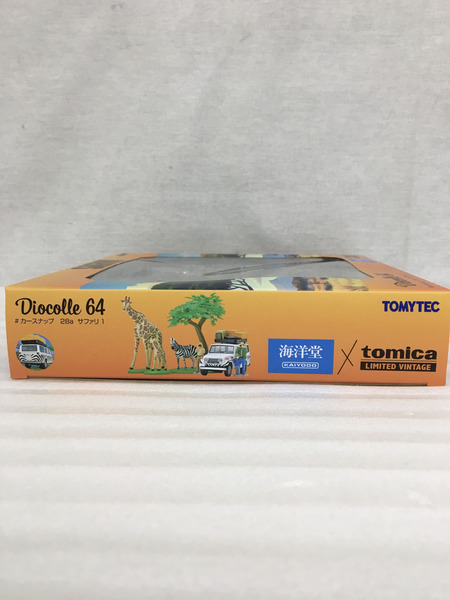 Diocolle 64
#カースナップ 28a サファリ1
TOMYTEC
海洋堂
KAIYODO
×
tomica
LIMITED VINTAGE